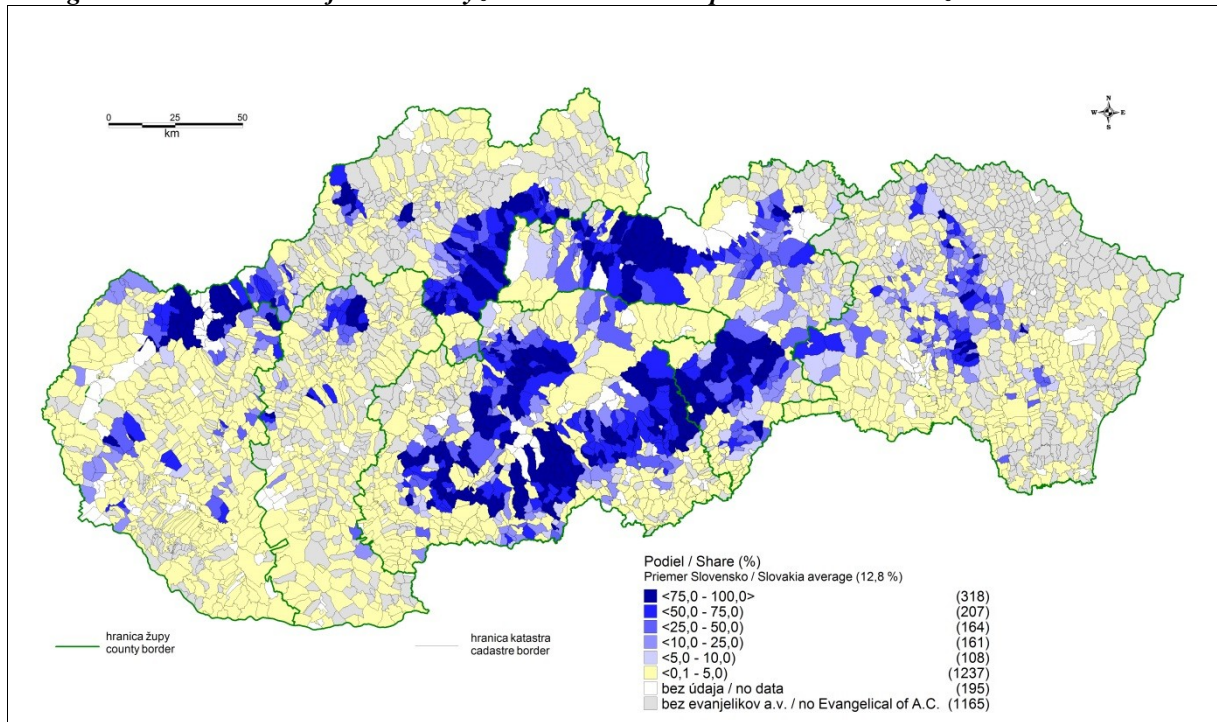 0 25 50
km
N
W E
S
Podiel / Share (%)
Priemer Slovensko / Slovakia average (12,8 %)
<75,0 - 100,0> (318)
<50,0 - 75,0) (207)
<25,0 - 50,0) (164)
<10,0 - 25,0) (161)
<5,0 - 10,0) (108)
<0,1 - 5,0) (1237)
bez údaja / no data (195)
bez evanjelikov a.v. / no Evangelical of A.C. (1165)
hranica župy
county border
hranica katastra
cadastre border